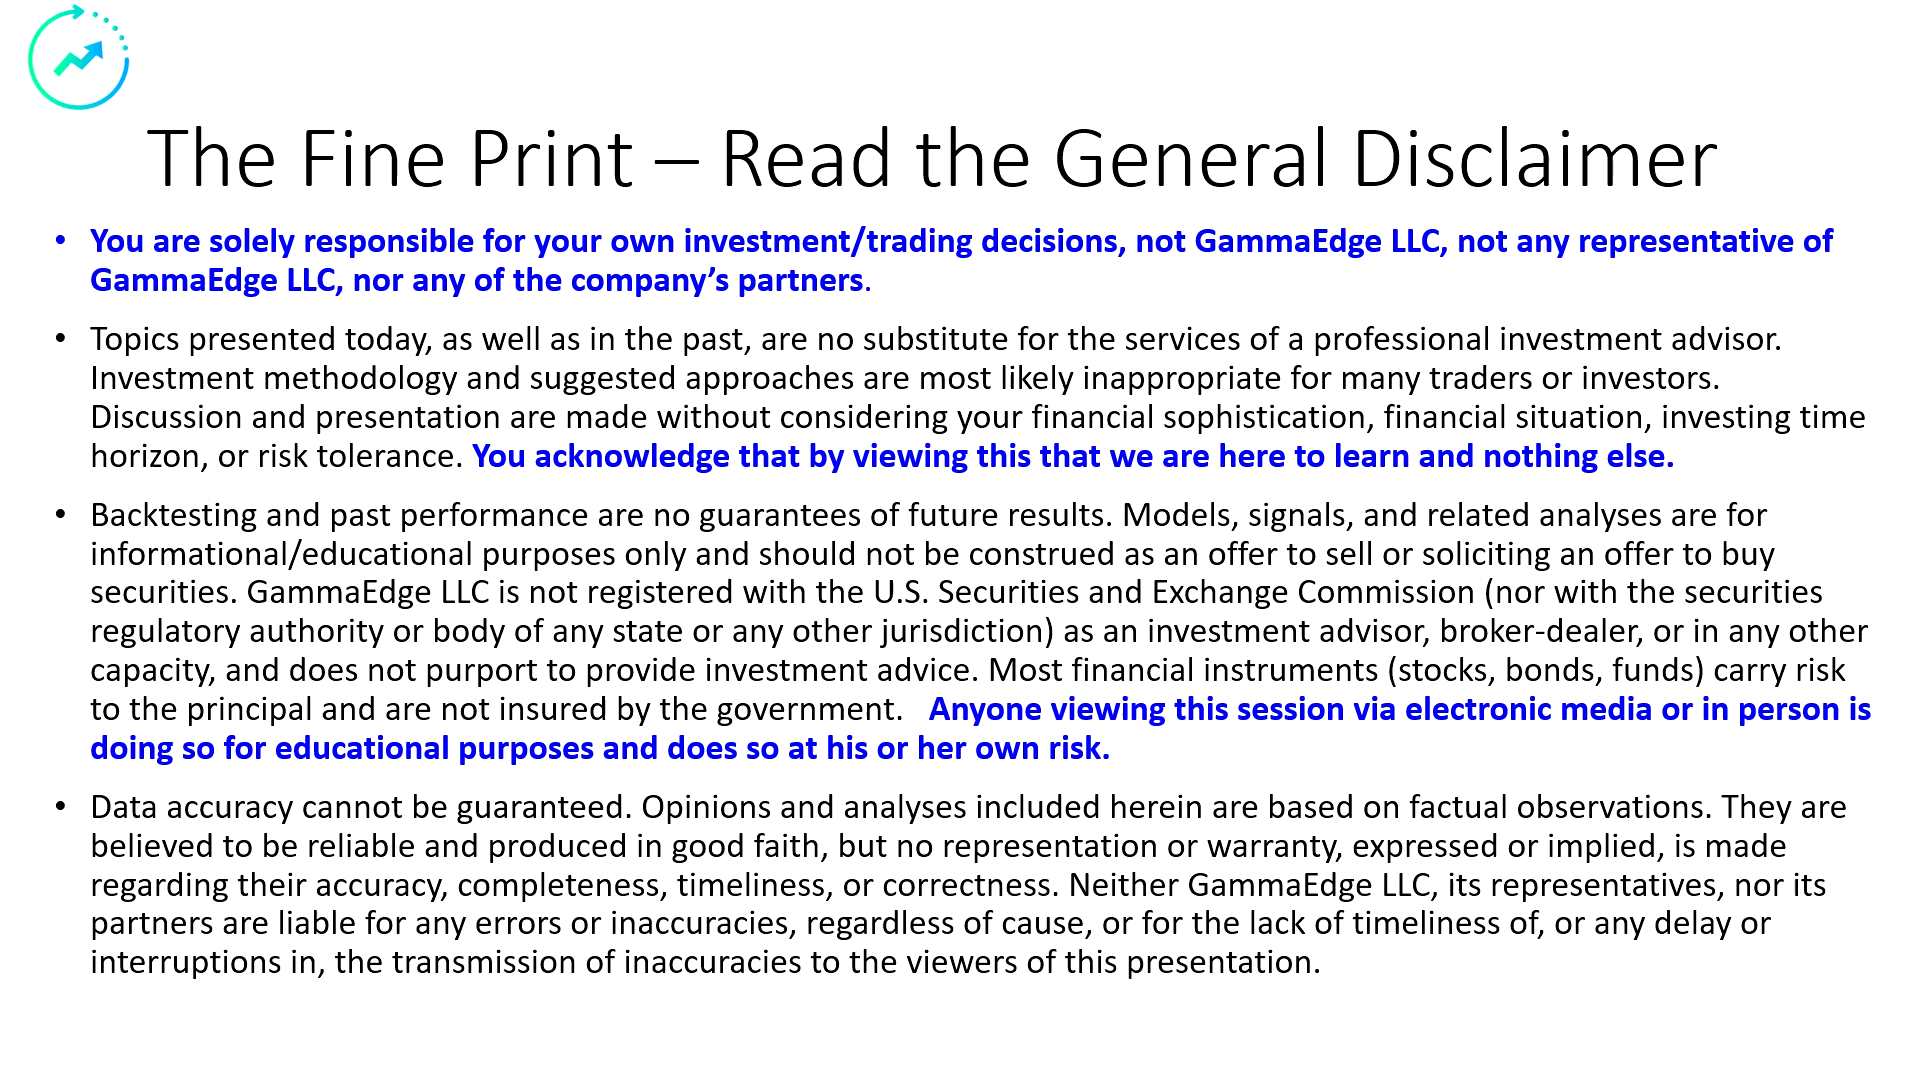 The Fine Print – Read the General Disclaimer
• You are solely responsible for your own investment/trading decisions, not GammaEdge LLC, not any representative of
GammaEdge LLC, nor any of the company’s partners.
• Topics presented today, as well as in the past, are no substitute for the services of a professional investment advisor.
Investment methodology and suggested approaches are most likely inappropriate for many traders or investors.
Discussion and presentation are made without considering your financial sophistication, financial situation, investing time
horizon, or risk tolerance. You acknowledge that by viewing this that we are here to learn and nothing else.
• Backtesting and past performance are no guarantees of future results. Models, signals, and related analyses are for
informational/educational purposes only and should not be construed as an offer to sell or soliciting an offer to buy
securities. GammaEdge LLC is not registered with the U.S. Securities and Exchange Commission (nor with the securities
regulatory authority or body of any state or any other jurisdiction) as an investment advisor, broker-dealer, or in any other
capacity, and does not purport to provide investment advice. Most financial instruments (stocks, bonds, funds) carry risk
to the principal and are not insured by the government.   Anyone viewing this session via electronic media or in person is
doing so for educational purposes and does so at his or her own risk.
• Data accuracy cannot be guaranteed. Opinions and analyses included herein are based on factual observations. They are
believed to be reliable and produced in good faith, but no representation or warranty, expressed or implied, is made
regarding their accuracy, completeness, timeliness, or correctness. Neither GammaEdge LLC, its representatives, nor its
partners are liable for any errors or inaccuracies, regardless of cause, or for the lack of timeliness of, or any delay or
interruptions in, the transmission of inaccuracies to the viewers of this presentation.